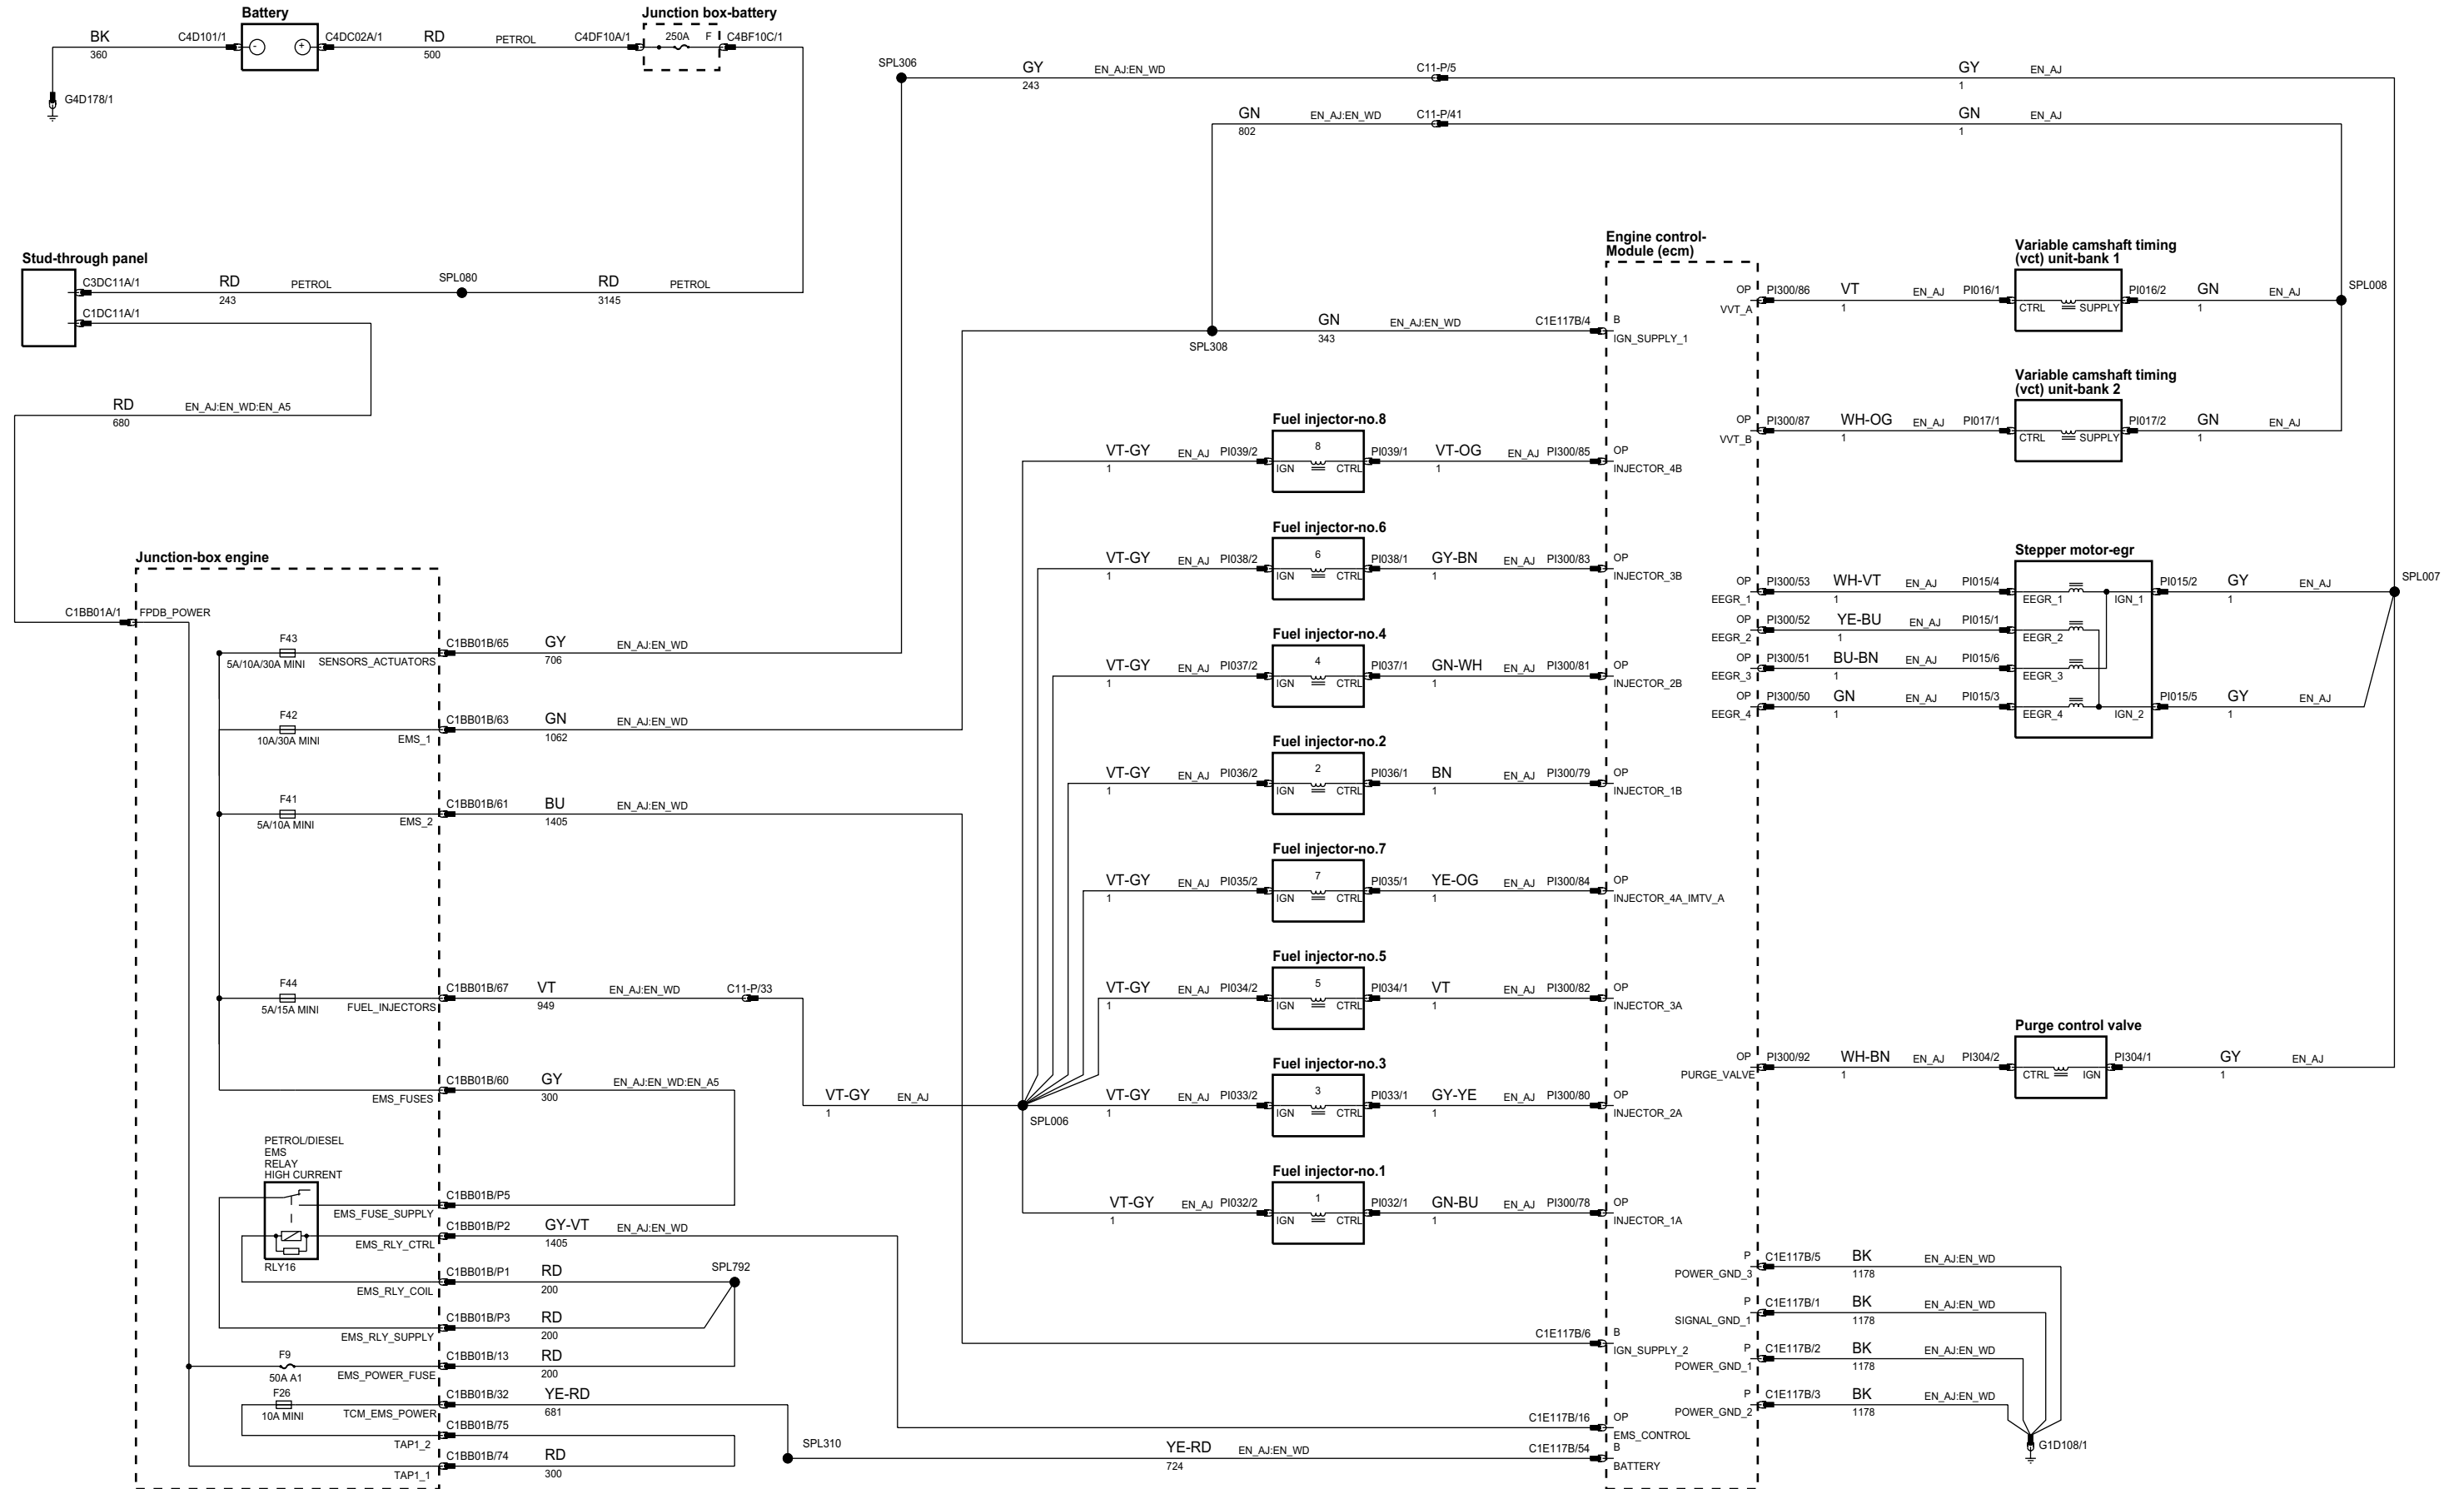 Battery
BK
360
C4D101/1
-
+
C4DC02A/1
RD
500
PETROL
C4DF10A/1
Junction box-battery
250A
F
C4BF10C/1
G4D178/1
SPL306
GY
243
EN_AJ:EN_WD
C11-P/5
GY
1
EN_AJ
GN
802
EN_AJ:EN_WD
C11-P/41
GN
1
EN_AJ
Stud-through panel
C3DC11A/1
RD
243
PETROL
SPL080
RD
3145
PETROL
C1DC11A/1
RD
680
EN_AJ:EN_WD:EN_A5
SPL308
GN
343
EN_AJ:EN_WD
C1E117B/4
B
IGN_SUPPLY_1
Engine control-
Module (ecm)
OP
VVT_A
PI300/86
VT
1
EN_AJ
PI016/1
Variable camshaft timing
(vct) unit-bank 1
CTRL
SUPPLY
PI016/2
GN
1
EN_AJ
SPL008
OP
VVT_B
PI300/87
WH-OG
1
EN_AJ
PI017/1
Variable camshaft timing
(vct) unit-bank 2
CTRL
SUPPLY
PI017/2
GN
1
EN_AJ
Fuel injector-no.8
VT-GY
1
EN_AJ
PI039/2
8
IGN
CTRL
PI039/1
VT-OG
1
EN_AJ
PI300/85
OP
INJECTOR_4B
Fuel injector-no.6
VT-GY
1
EN_AJ
PI038/2
6
IGN
CTRL
PI038/1
GY-BN
1
EN_AJ
PI300/83
OP
INJECTOR_3B
Fuel injector-no.4
VT-GY
1
EN_AJ
PI037/2
4
IGN
CTRL
PI037/1
GN-WH
1
EN_AJ
PI300/81
OP
INJECTOR_2B
Fuel injector-no.2
VT-GY
1
EN_AJ
PI036/2
2
IGN
CTRL
PI036/1
BN
1
EN_AJ
PI300/79
OP
INJECTOR_1B
Fuel injector-no.7
VT-GY
1
EN_AJ
PI035/2
7
IGN
CTRL
PI035/1
YE-OG
1
EN_AJ
PI300/84
OP
INJECTOR_4A_IMTV_A
Fuel injector-no.5
VT-GY
1
EN_AJ
PI034/2
5
IGN
CTRL
PI034/1
VT
1
EN_AJ
PI300/82
OP
INJECTOR_3A
Fuel injector-no.3
VT-GY
1
EN_AJ
PI033/2
3
IGN
CTRL
PI033/1
GY-YE
1
EN_AJ
PI300/80
OP
INJECTOR_2A
Fuel injector-no.1
VT-GY
1
EN_AJ
PI032/2
1
IGN
CTRL
PI032/1
GN-BU
1
EN_AJ
PI300/78
OP
INJECTOR_1A
Stepper motor-egr
OP
EEGR_1
PI300/53
WH-VT
1
EN_AJ
PI015/4
EEGR_1
IGN_1
PI015/2
GY
1
EN_AJ
SPL007
OP
EEGR_2
PI300/52
YE-BU
1
EN_AJ
PI015/1
EEGR_2
OP
EEGR_3
PI300/51
BU-BN
1
EN_AJ
PI015/6
EEGR_3
OP
EEGR_4
PI300/50
GN
1
EN_AJ
PI015/3
EEGR_4
IGN_2
PI015/5
GY
1
EN_AJ
Purge control valve
OP
PURGE_VALVE
PI300/92
WH-BN
1
EN_AJ
PI304/2
CTRL
IGN
PI304/1
GY
1
EN_AJ
Junction-box engine
C1BB01A/1
FPDB_POWER
F43
5A/10A/30A MINI
SENSORS_ACTUATORS
C1BB01B/65
GY
706
EN_AJ:EN_WD
F42
10A/30A MINI
EMS_1
C1BB01B/63
GN
1062
EN_AJ:EN_WD
F41
5A/10A MINI
EMS_2
C1BB01B/61
BU
1405
EN_AJ:EN_WD
F44
5A/15A MINI
FUEL_INJECTORS
C1BB01B/67
VT
949
EN_AJ:EN_WD
C11-P/33
VT-GY
1
EN_AJ
SPL006
EMS_FUSES
C1BB01B/60
GY
300
EN_AJ:EN_WD:EN_A5
PETROL/DIESEL
EMS
RELAY
HIGH CURRENT
RLY16
EMS_FUSE_SUPPLY
C1BB01B/P5
EMS_RLY_CTRL
C1BB01B/P2
GY-VT
1405
EN_AJ:EN_WD
EMS_RLY_COIL
C1BB01B/P1
RD
200
SPL792
EMS_RLY_SUPPLY
C1BB01B/P3
RD
200
F9
50A A1
EMS_POWER_FUSE
C1BB01B/13
RD
200
F26
10A MINI
TCM_EMS_POWER
C1BB01B/32
YE-RD
681
TAP1_2
C1BB01B/75
TAP1_1
C1BB01B/74
RD
300
SPL310
YE-RD
724
EN_AJ:EN_WD
C1E117B/54
B
BATTERY
C1E117B/16
OP
EMS_CONTROL
C1E117B/6
B
IGN_SUPPLY_2
P
POWER_GND_3
C1E117B/5
BK
1178
EN_AJ:EN_WD
P
SIGNAL_GND_1
C1E117B/1
BK
1178
EN_AJ:EN_WD
P
POWER_GND_1
C1E117B/2
BK
1178
EN_AJ:EN_WD
P
POWER_GND_2
C1E117B/3
BK
1178
EN_AJ:EN_WD
G1D108/1